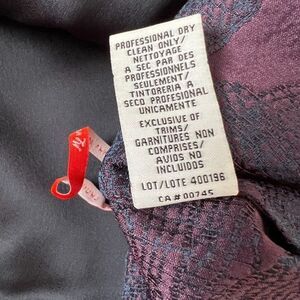 PROFESSIONAL DRY
CLEAN ONLY/
NETTOYAGE
A SEC PAR DES
PROFESSIONNELS
SEULEMENT/
TINTORERIA A
SECO PROFESIONAL
UNICAMENTE
EXCLUSIVE OF
TRIMS/
GARNITURES NON
COMPRISES/
AVIOS NO
INCLUIDOS
LOT/LOTE 400196
CA # 00745